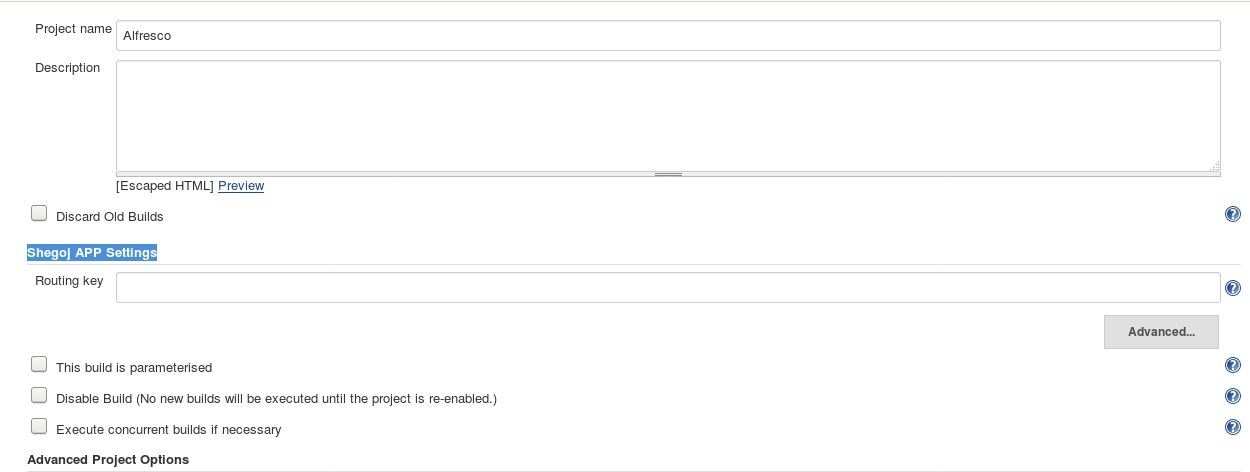 Project name Alfresco
Description
[Escaped HTML] Preview
Discard Old Builds
Shegoj APP Settings
Routing key
Advanced...
This build is parameterised
Disable Build (No new builds will be executed until the project is re-enabled.)
Execute concurrent builds if necessary
Advanced Project Options